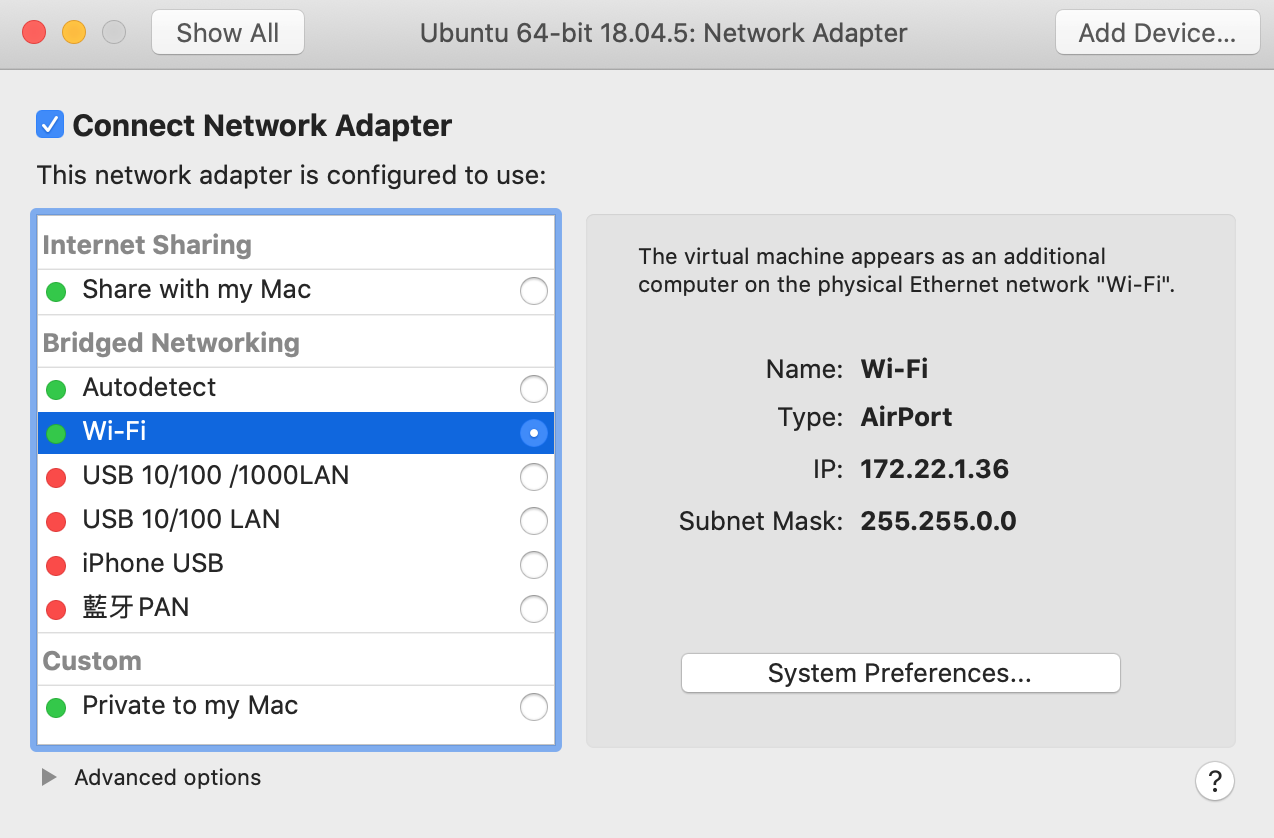 Show All
Ubuntu 64-bit 18.04.5: Network Adapter
Add Device...
Connect Network Adapter
This network adapter is configured to use:
Internet Sharing
Share with my Mac
Bridged Networking
Autodetect
Wi-Fi
USB 10/100 /1000LAN
USB 10/100 LAN
iPhone USB
藍牙 PAN
Custom
Private to my Mac
The virtual machine appears as an additional
computer on the physical Ethernet network "Wi-Fi".
Name: Wi-Fi
Type: AirPort
IP: 172.22.1.36
Subnet Mask: 255.255.0.0
System Preferences...
Advanced options
?